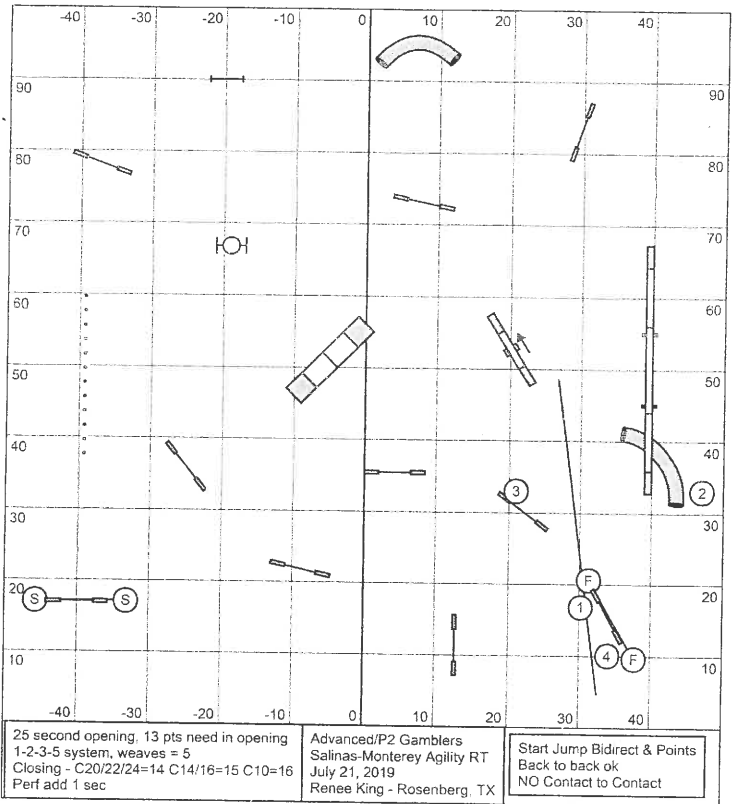 -40 -30 -20 -10 0 10 20 30 40
90 90
80 80
70 70
60 60
50 50
40 40
2
3
30 30
F
20 20
S S
1
4 F
10 10
-40 -30 -20 -10 0 10 20 30 40
25 second opening, 13 pts need in opening
1-2-3-5 system, weaves = 5
Closing - C20/22/24=14 C14/16=15 C10=16
Perf add 1 sec
Advanced/P2 Gamblers
Salinas-Monterey Agility RT
July 21, 2019
Renee King - Rosenberg, TX
Start Jump Bidirect & Points
Back to back ok
NO Contact to Contact